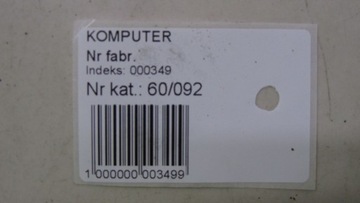 KOMPUTER
Nr fabr.
Indeks: 000349
Nr kat.: 60/092
1 000000 003499